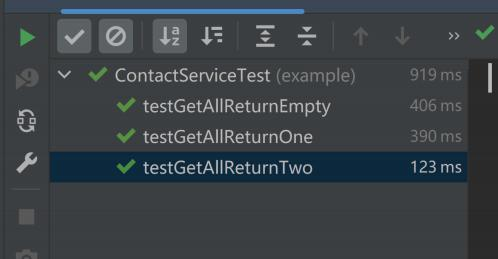 ContactServiceTest (example) 919 ms
testGetAllReturnEmpty 406 ms
testGetAllReturnOne 390 ms
testGetAllReturnTwo 123 ms